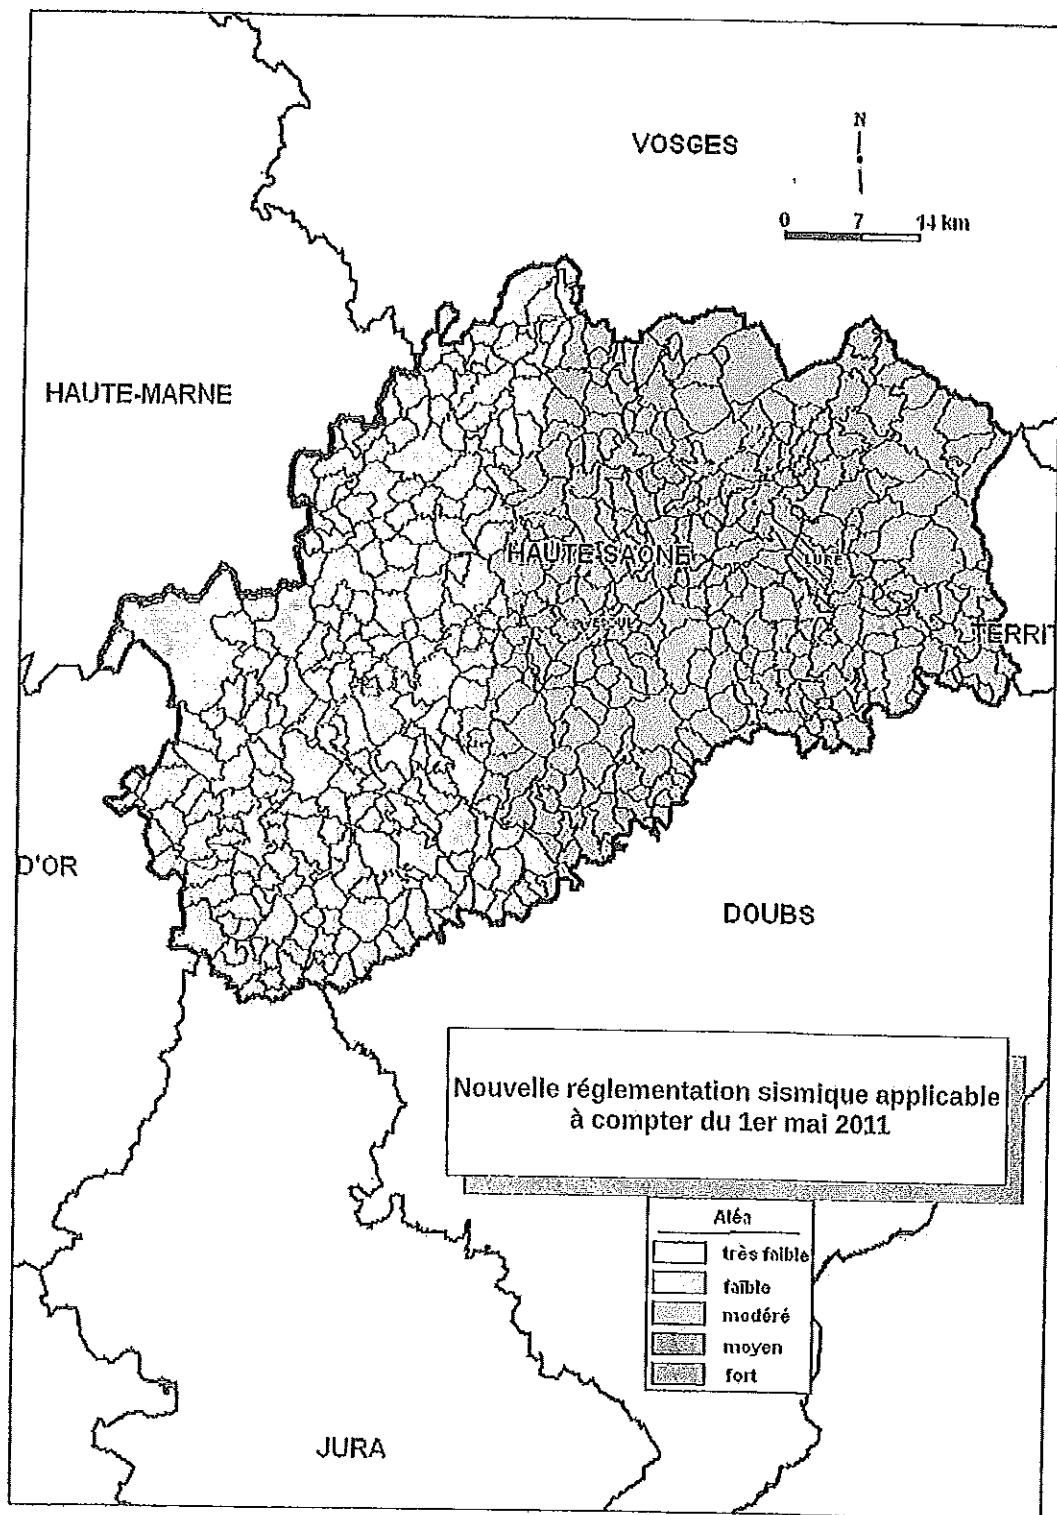 VOSGES
N
0 7 14 km
HAUTE-MARNE
HAUTE-SAONE
LURE
TERRIT
D'OR
DOUBS
Nouvelle réglementation sismique applicable
à compter du 1er mai 2011
Aléa
très faible
faible
modéré
moyen
fort
JURA